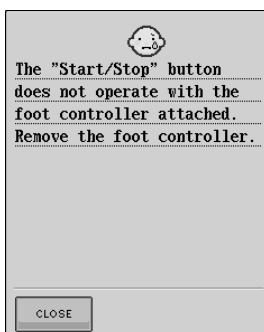 The "Start/Stop" button
does not operate with the
foot controller attached.
Remove the foot controller.
CLOSE